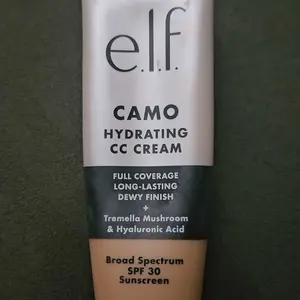 e.l.f.
CAMO
HYDRATING
CC CREAM
FULL COVERAGE
LONG-LASTING
DEWY FINISH
+
Tremella Mushroom
& Hyaluronic Acid
Broad Spectrum
SPF 30
Sunscreen